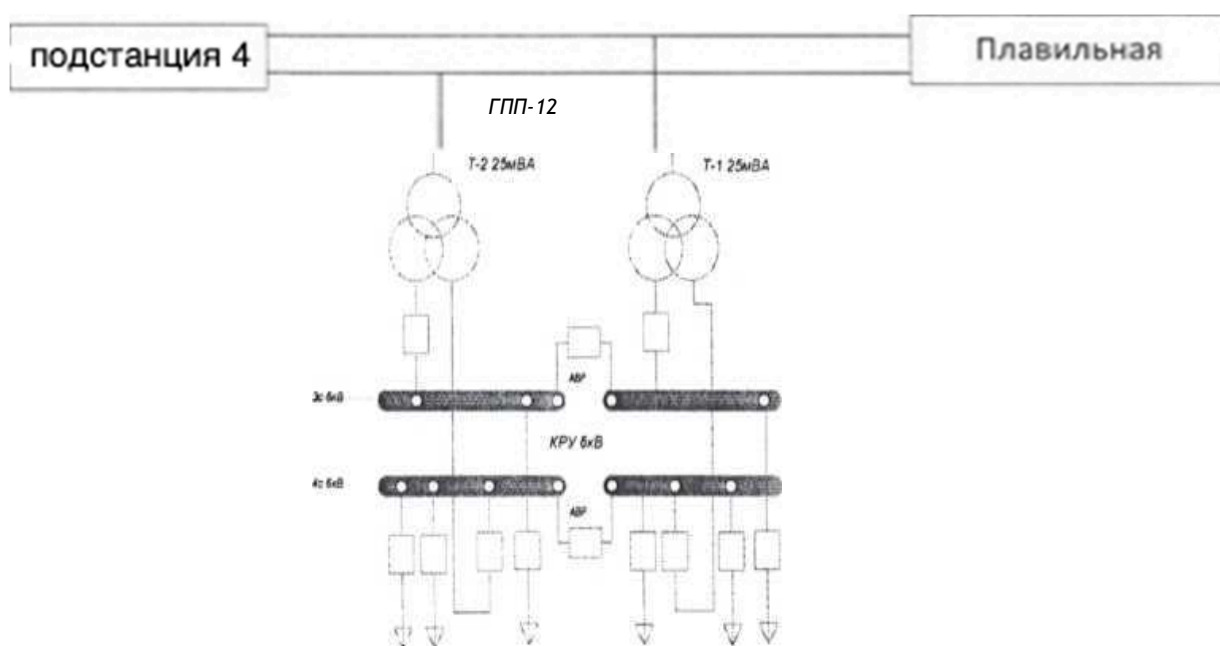 подстанция 4
Плавильная
ГПП-12
Т-2 25мВА
Т-1 25мВА
АВР
3с 6кВ
КРУ 6кВ
4с 6кВ
АВР